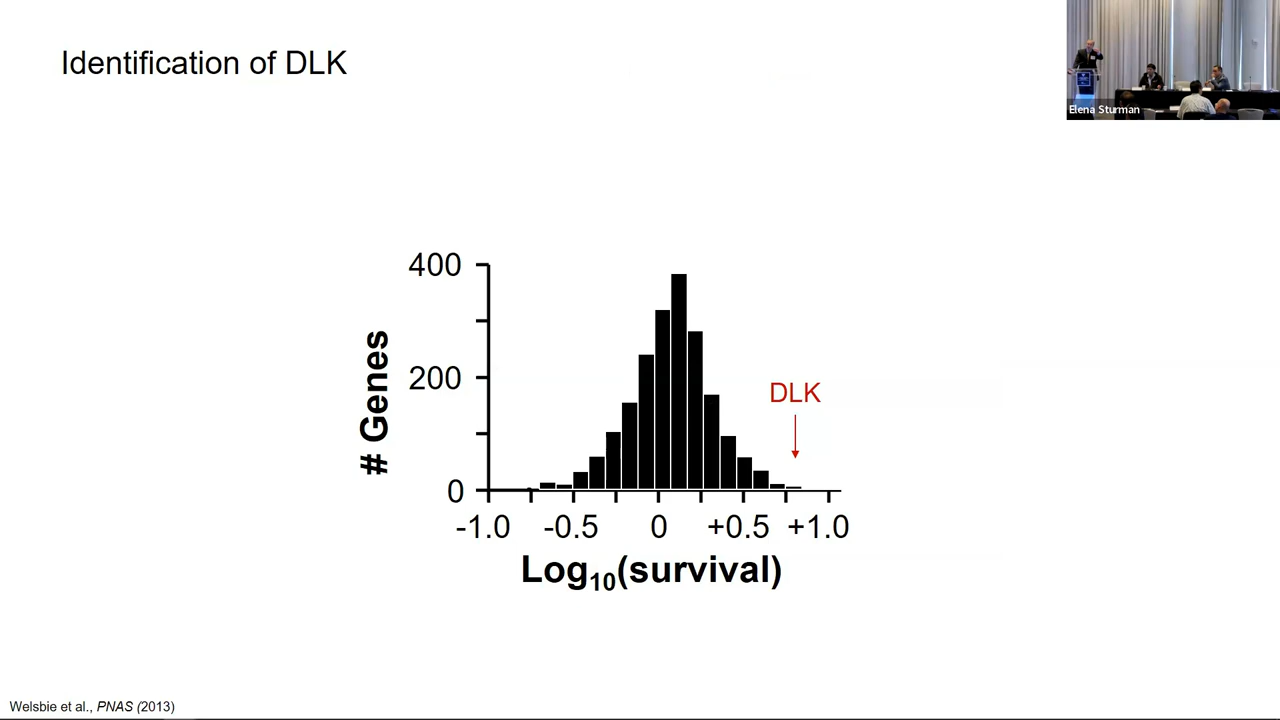 Identification of DLK
Elena Sturman
400
200
0
# Genes
DLK
-1.0 -0.5 0 +0.5 +1.0
Log10(survival)
Welsbie et al., PNAS (2013)